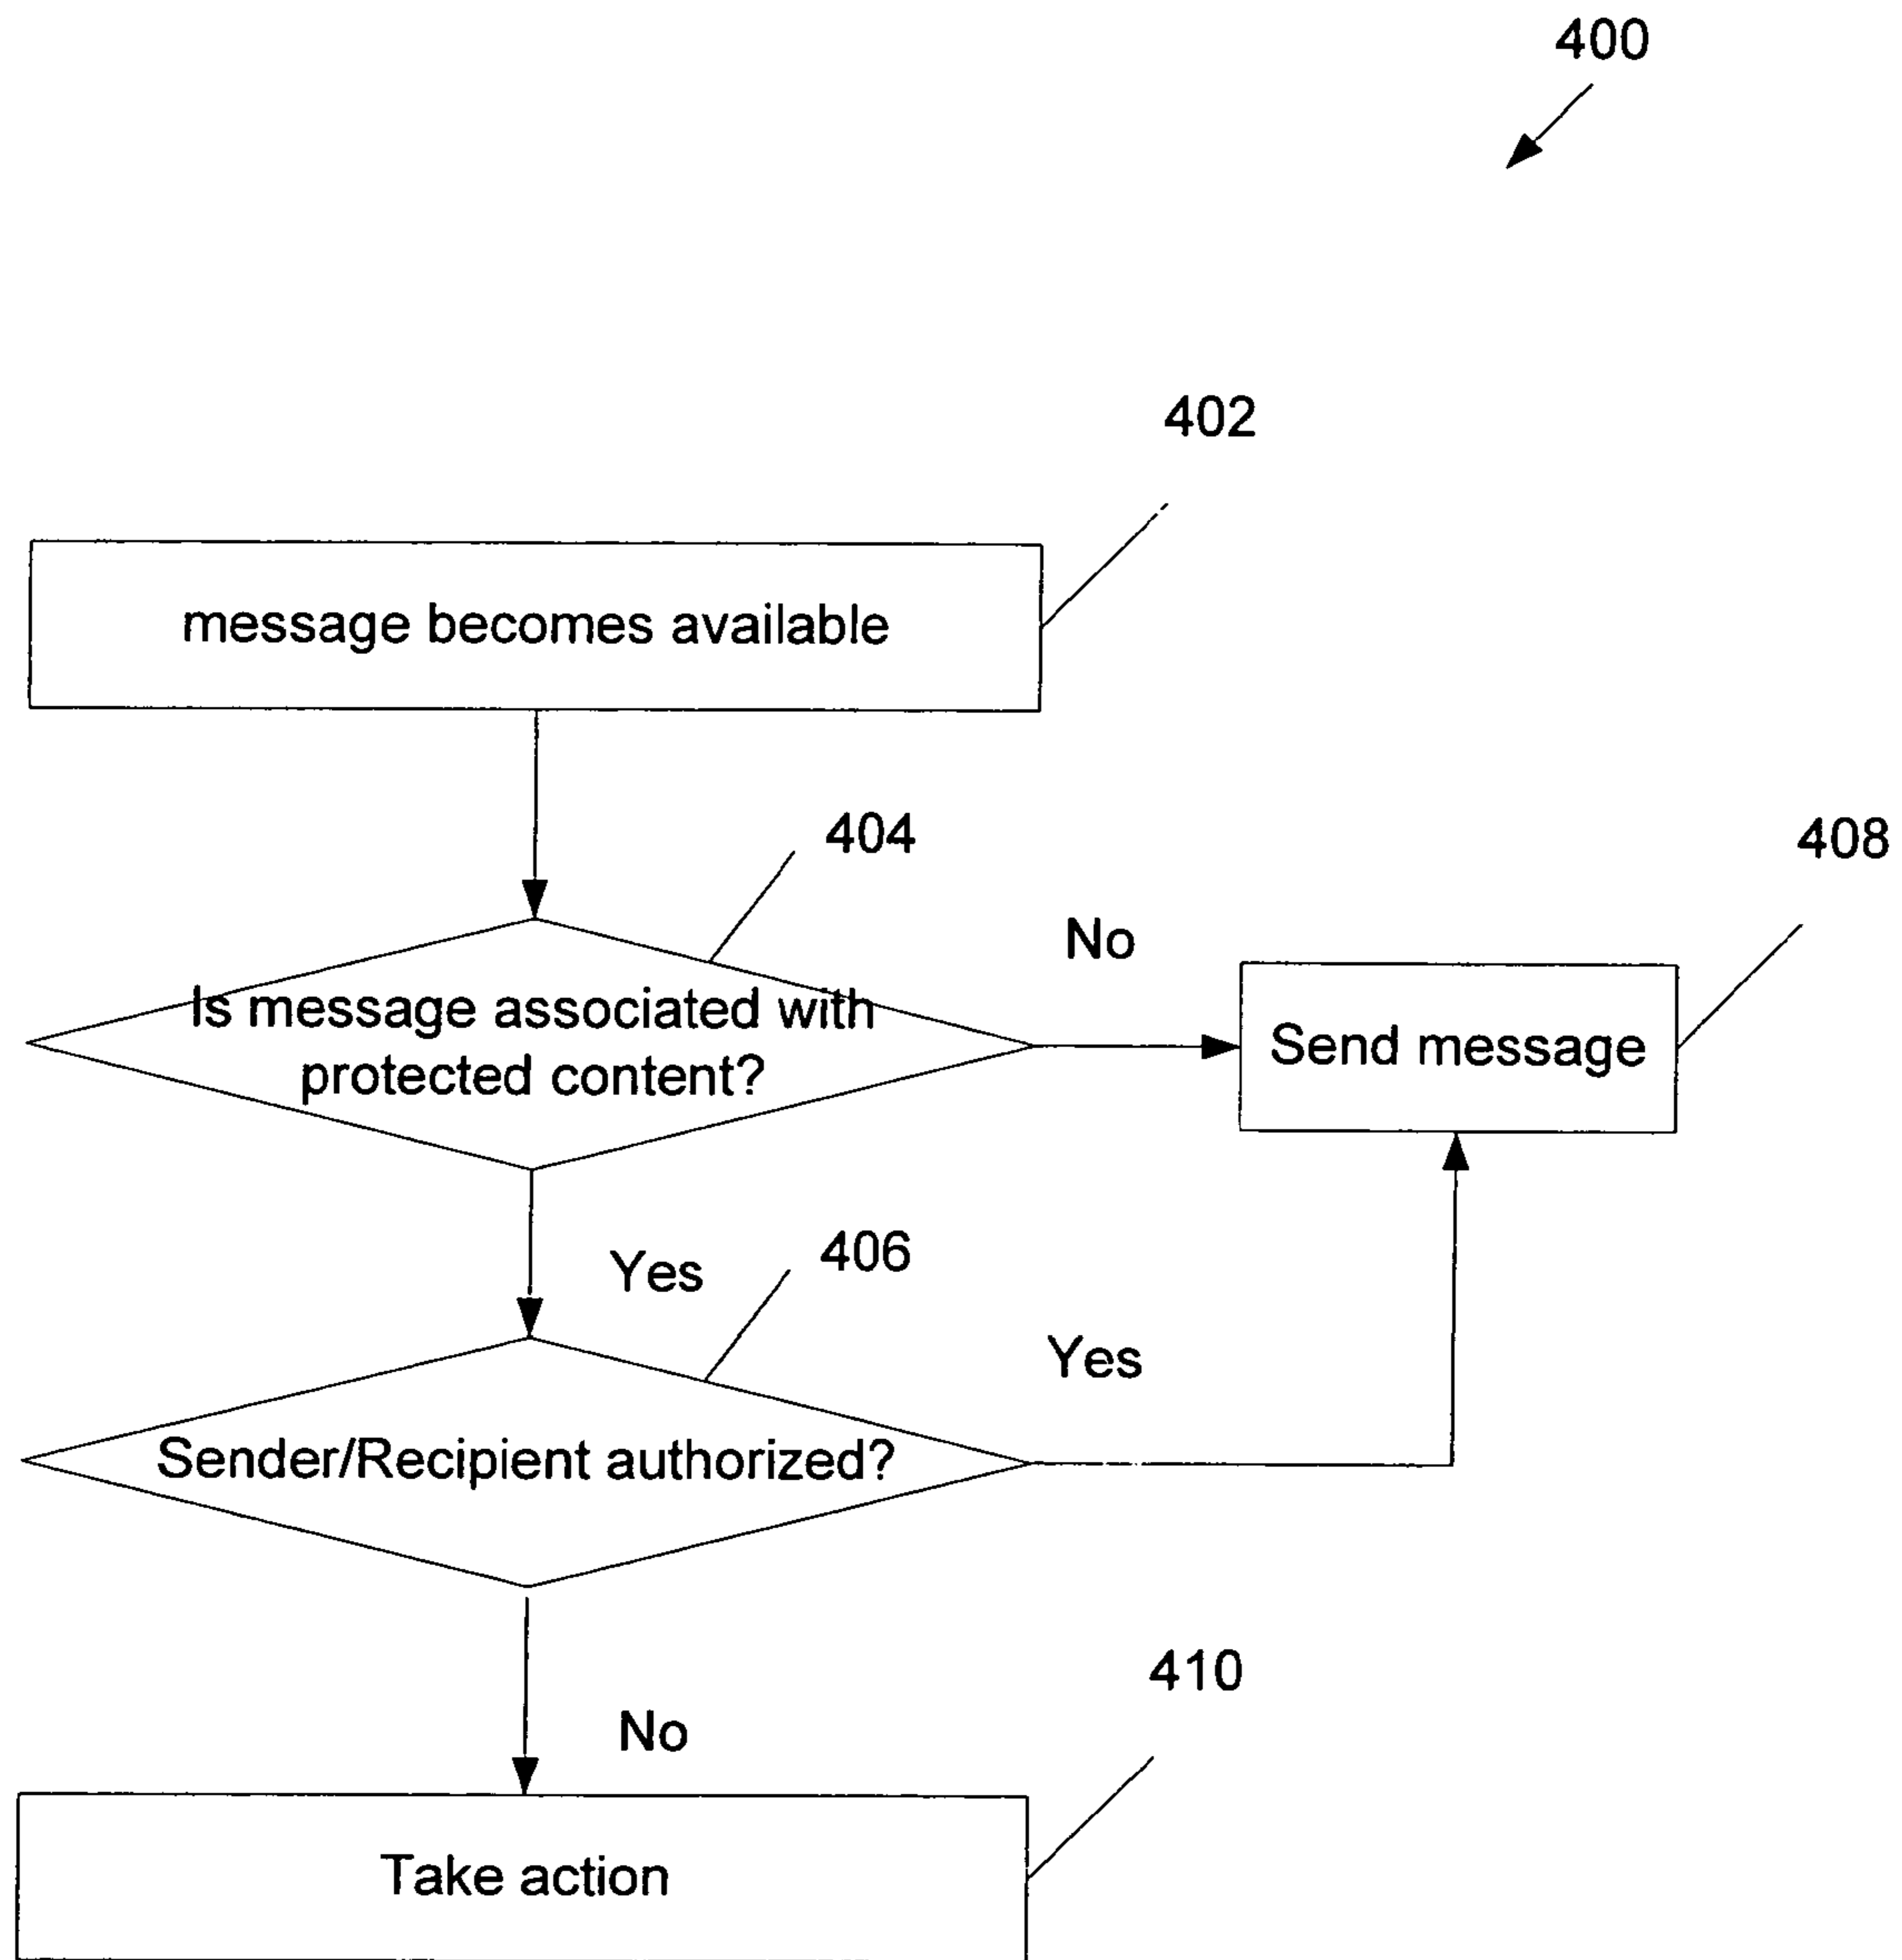 400
402
message becomes available
404
408
No
Is message associated with
protected content?
Send message
406
Yes
Yes
Sender/Recipient authorized?
410
No
Take action